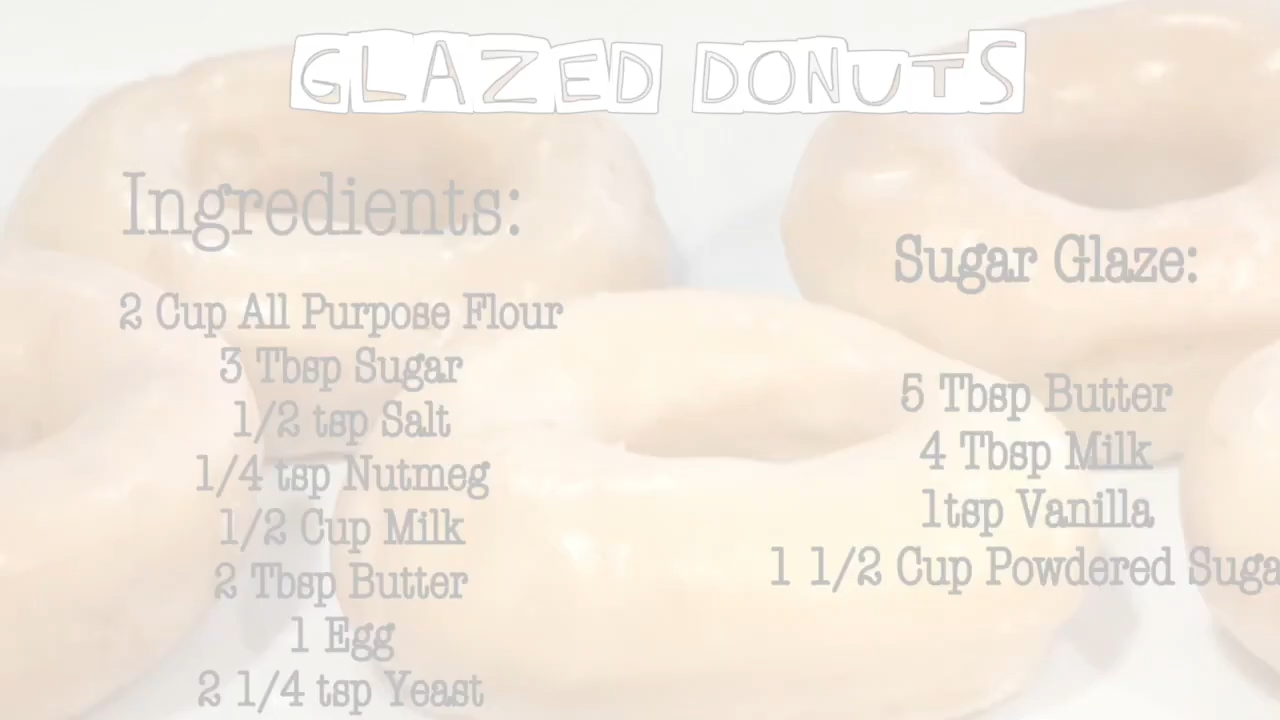 GLAZED DONUTS
Ingredients:
2 Cup All Purpose Flour
3 Tbsp Sugar
1/2 tsp Salt
1/4 tsp Nutmeg
1/2 Cup Milk
2 Tbsp Butter
1 Egg
2 1/4 tsp Yeast
Sugar Glaze:
5 Tbsp Butter
4 Tbsp Milk
1tsp Vanilla
1 1/2 Cup Powdered Suga